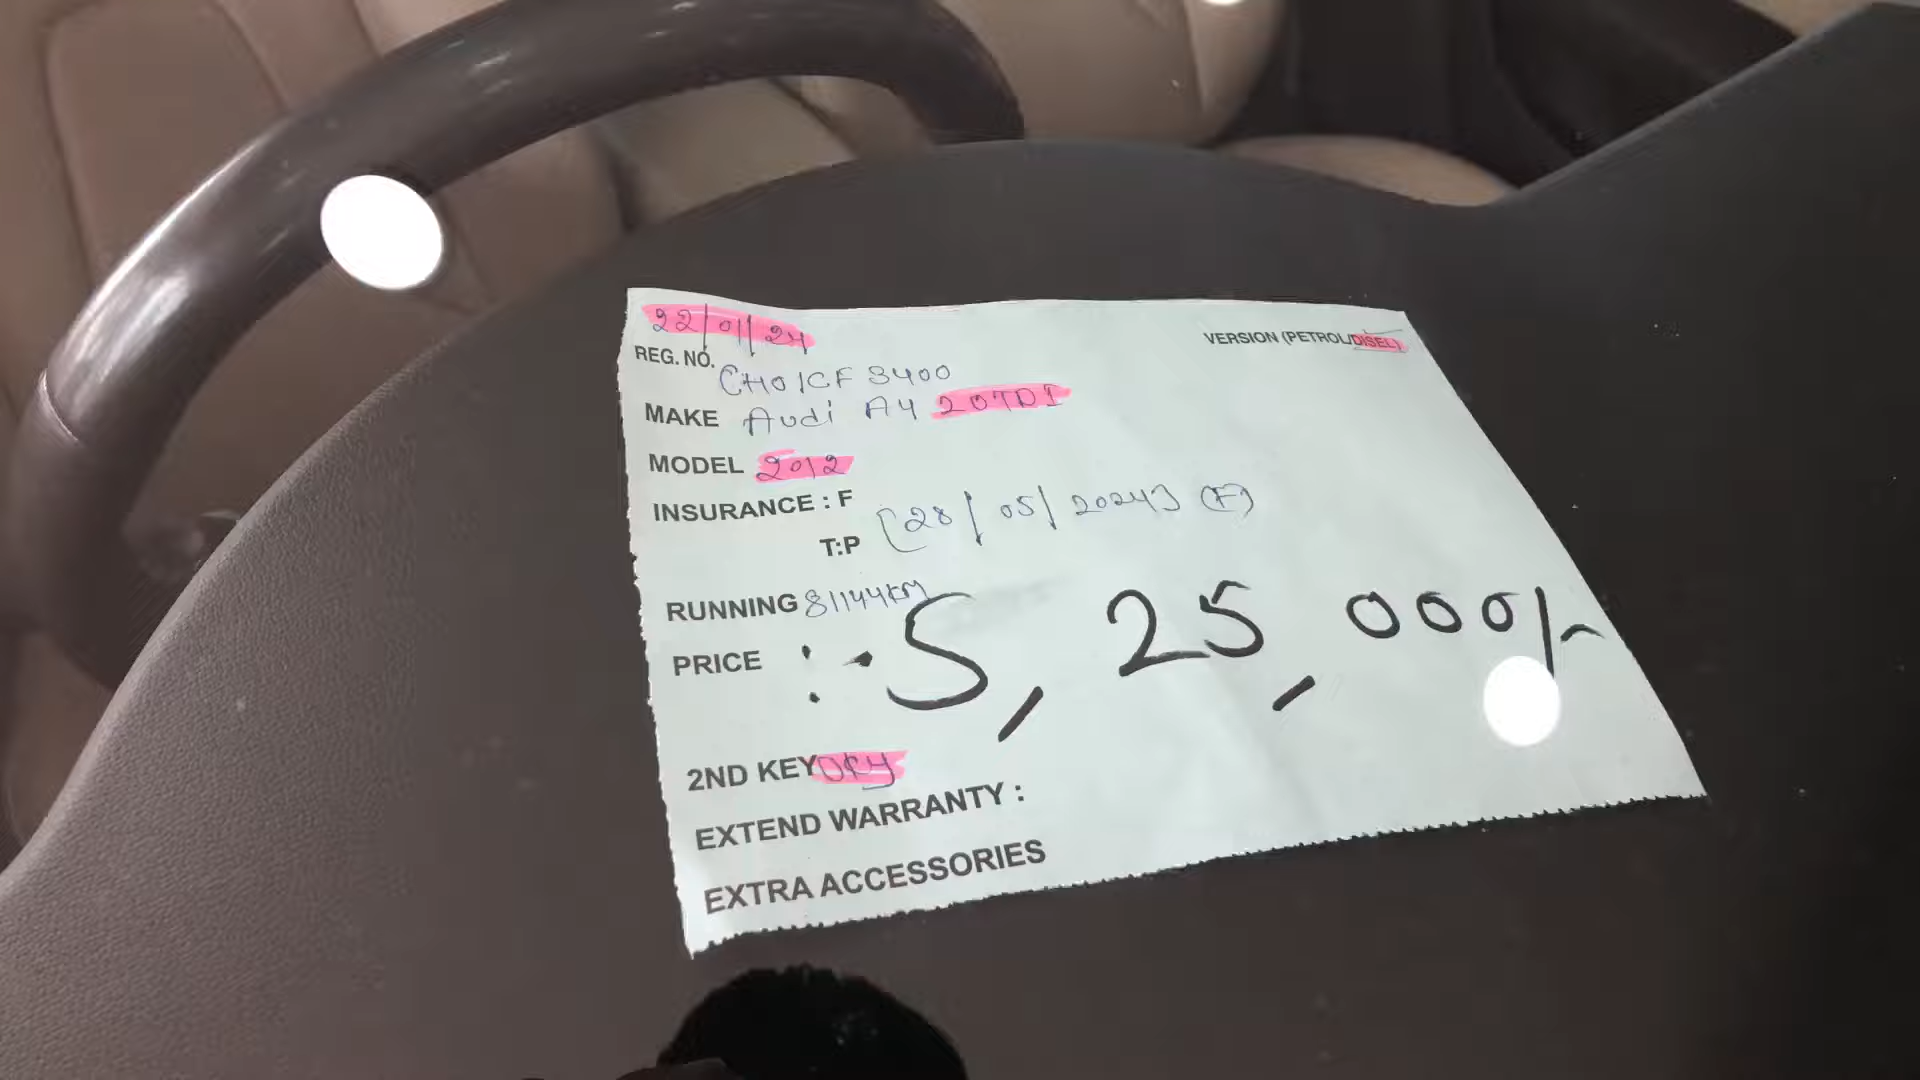 22/01/24
VERSION (PETROL/DISEL)
REG. NO. CH01CF 3400
MAKE Audi A4 20TDI
MODEL 2012
INSURANCE : F
T:P [28/05/2024] (F)
RUNNING 81144KM
PRICE :- 5,25,000/-
2ND KEY
EXTEND WARRANTY :
EXTRA ACCESSORIES